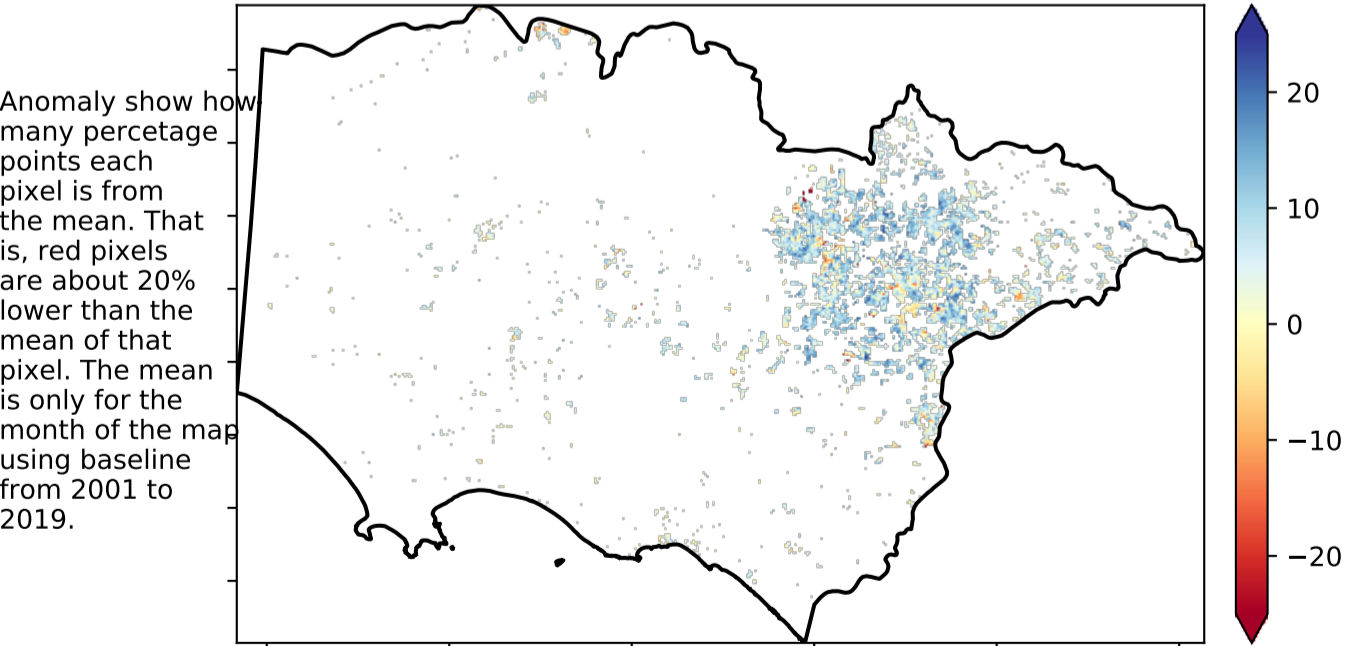 Anomaly show how
many percetage
points each
pixel is from
the mean. That
is, red pixels
are about 20%
lower than the
mean of that
pixel. The mean
is only for the
month of the map
using baseline
from 2001 to
2019.
20
10
0
−10
−20